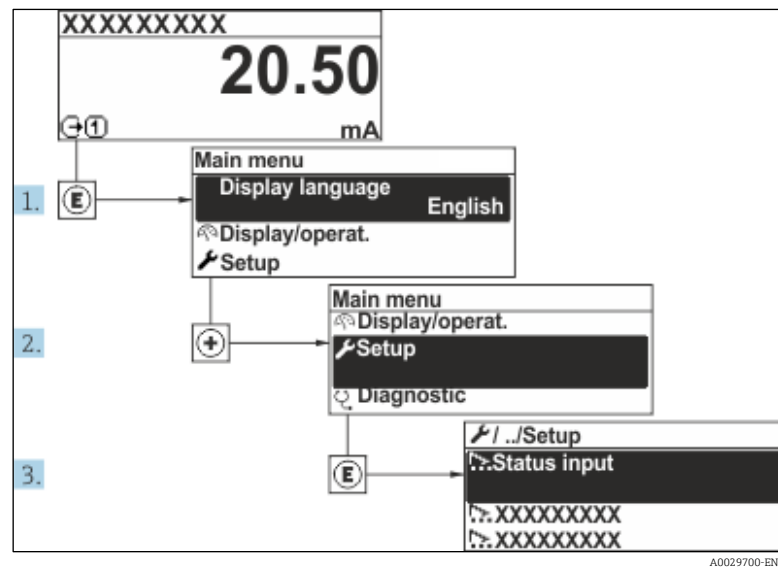 XXXXXXXXX
20.50
1
mA
Main menu
1.
E
Display language
English
Display/operat.
Setup
Main menu
Display/operat.
2.
+
Setup
Diagnostic
/ ../Setup
3.
E
Status input
XXXXXXXXX
XXXXXXXXX
A0029700-EN